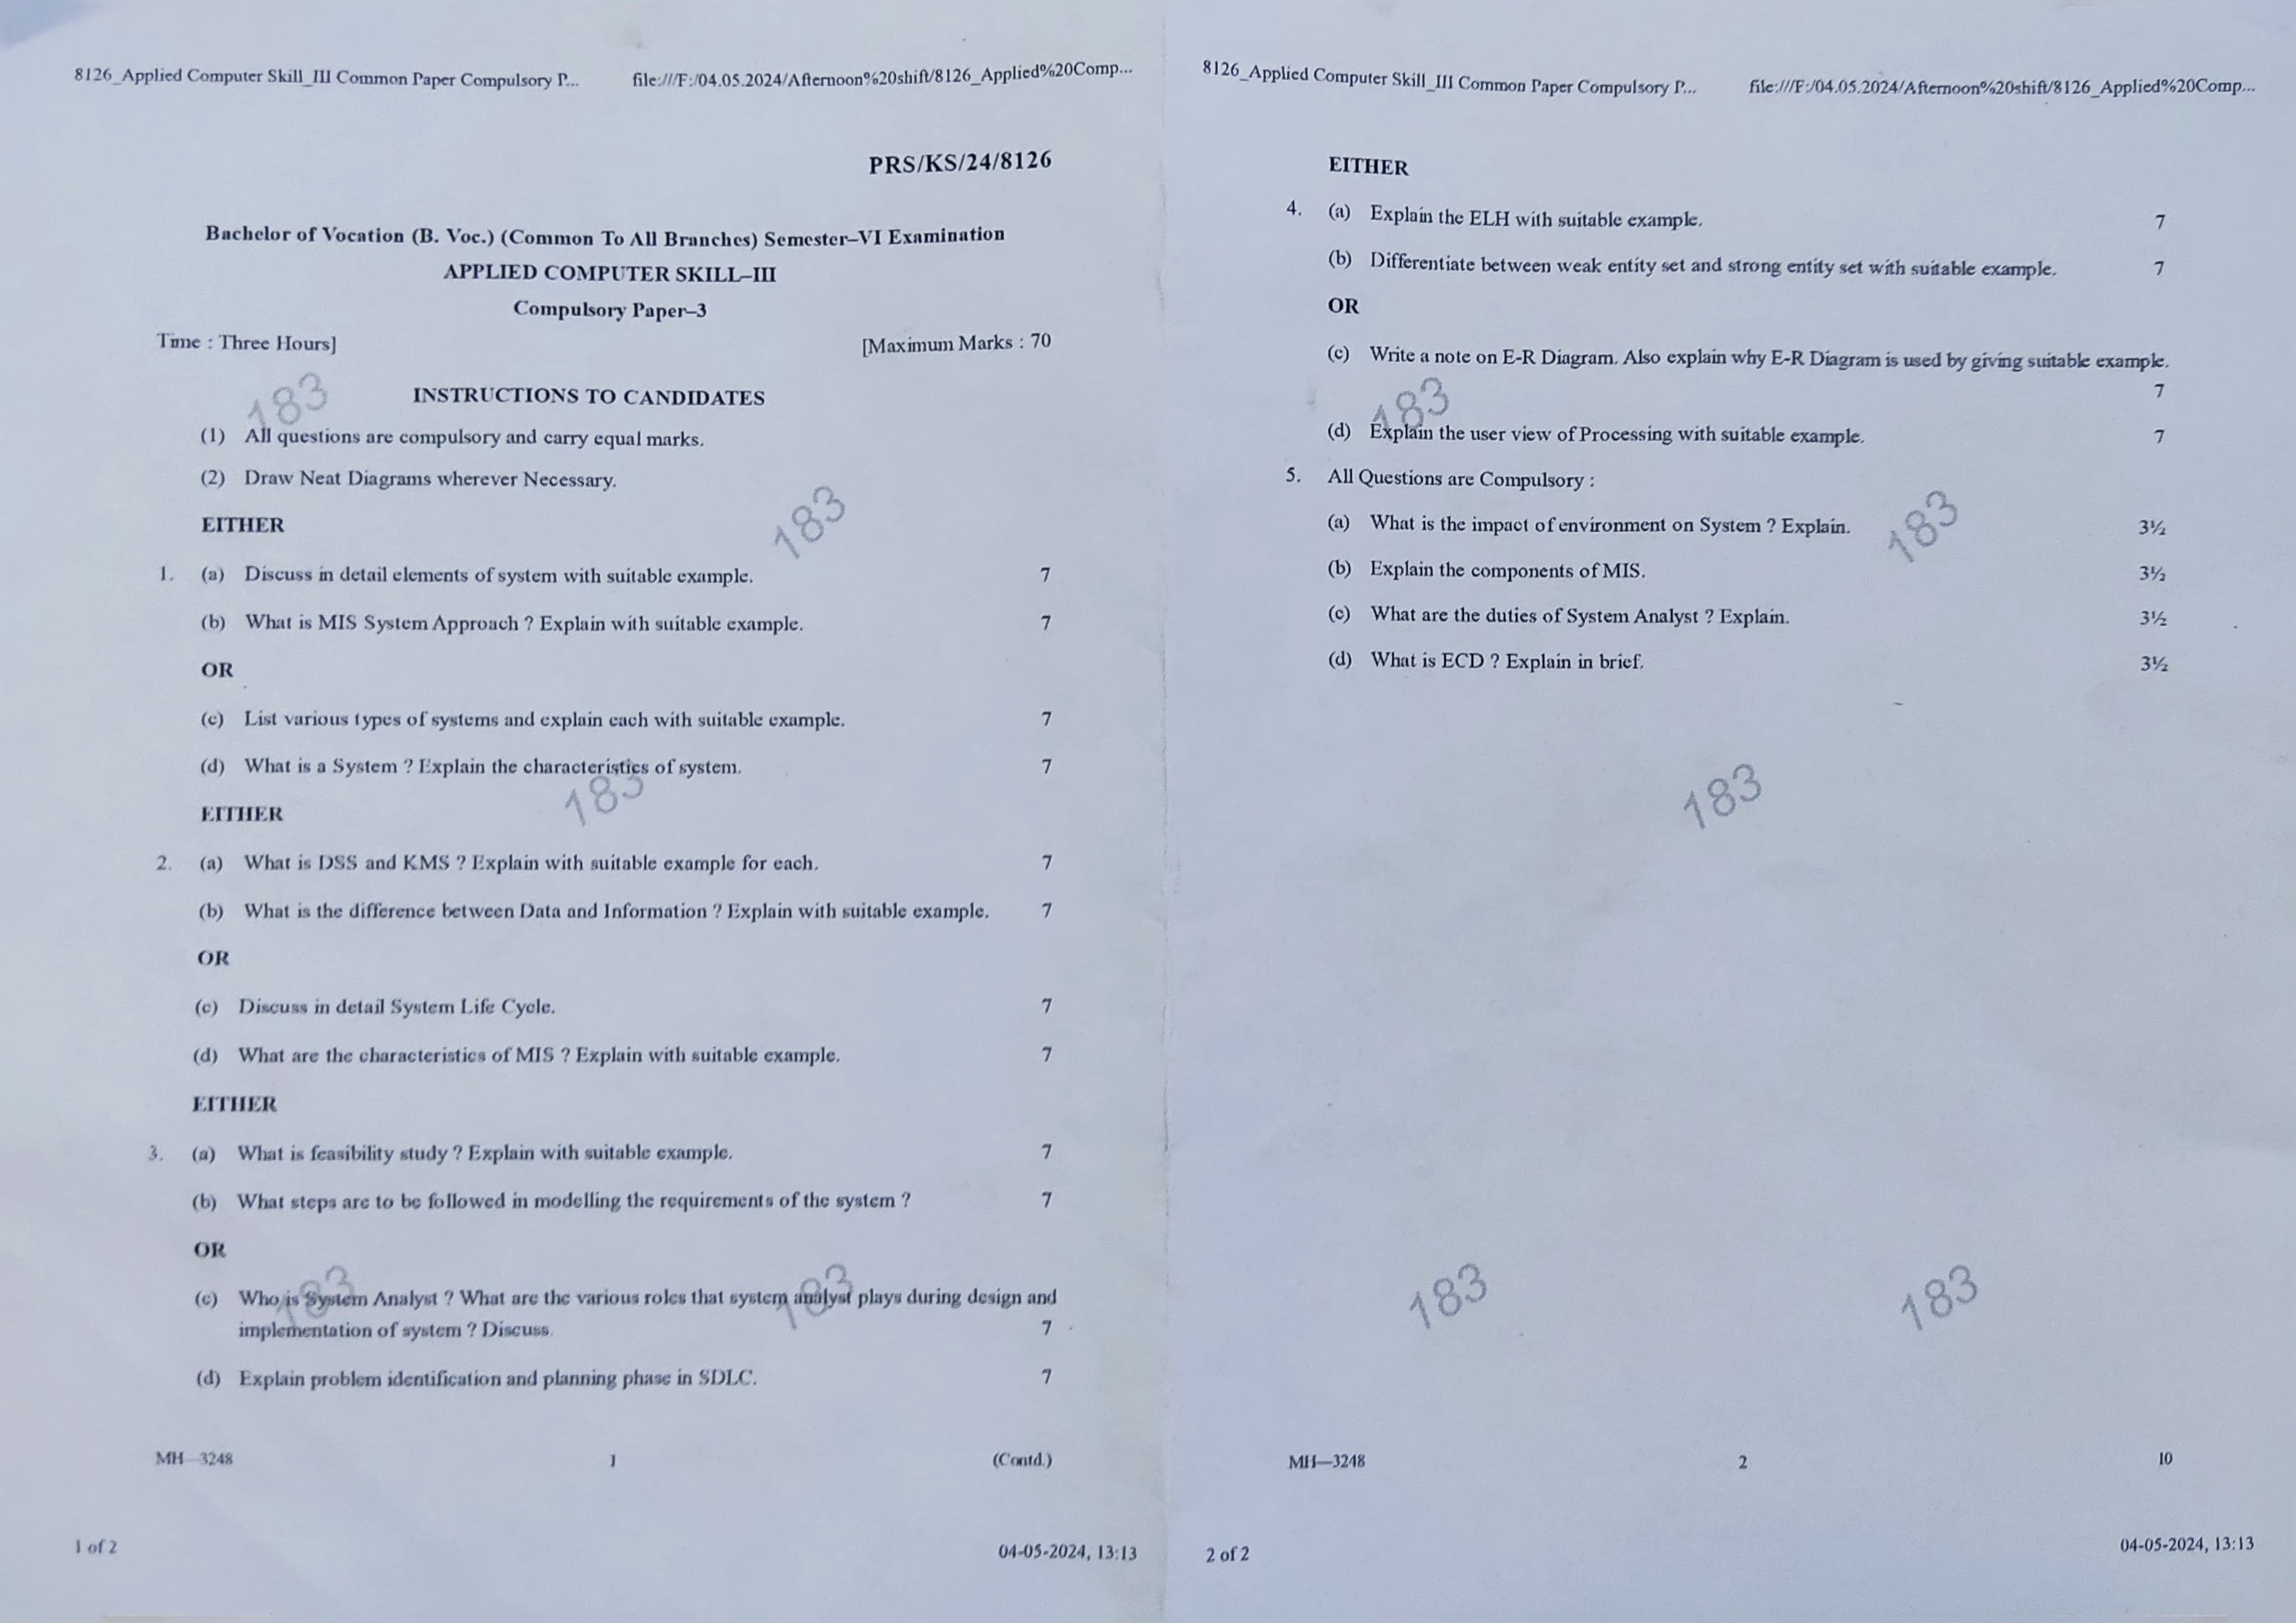 8126_Applied Computer Skill_III Common Paper Compulsory P... file:///F:/04.05.2024/Afternoon%20shift/8126_Applied%20Comp...
PRS/KS/24/8126
Bachelor of Vocation (B. Voc.) (Common To All Branches) Semester–VI Examination
APPLIED COMPUTER SKILL–III
Compulsory Paper–3
Time : Three Hours] [Maximum Marks : 70
183
INSTRUCTIONS TO CANDIDATES
(1) All questions are compulsory and carry equal marks.
(2) Draw Neat Diagrams wherever Necessary.
183
EITHER
1. (a) Discuss in detail elements of system with suitable example. 7
(b) What is MIS System Approach ? Explain with suitable example. 7
OR
(c) List various types of systems and explain each with suitable example. 7
(d) What is a System ? Explain the characteristics of system. 7
183
EITHER
2. (a) What is DSS and KMS ? Explain with suitable example for each. 7
(b) What is the difference between Data and Information ? Explain with suitable example. 7
OR
(c) Discuss in detail System Life Cycle. 7
(d) What are the characteristics of MIS ? Explain with suitable example. 7
EITHER
3. (a) What is feasibility study ? Explain with suitable example. 7
(b) What steps are to be followed in modelling the requirements of the system ? 7
OR
183 183
(c) Who is System Analyst ? What are the various roles that system analyst plays during design and
implementation of system ? Discuss. 7
(d) Explain problem identification and planning phase in SDLC. 7
MH—3248 1 (Contd.)
1 of 2 04-05-2024, 13:13
8126_Applied Computer Skill_III Common Paper Compulsory P... file:///F:/04.05.2024/Afternoon%20shift/8126_Applied%20Comp...
EITHER
4. (a) Explain the ELH with suitable example. 7
(b) Differentiate between weak entity set and strong entity set with suitable example. 7
OR
(c) Write a note on E-R Diagram. Also explain why E-R Diagram is used by giving suitable example.
7
183
(d) Explain the user view of Processing with suitable example. 7
5. All Questions are Compulsory :
(a) What is the impact of environment on System ? Explain. 3½
183
(b) Explain the components of MIS. 3½
(c) What are the duties of System Analyst ? Explain. 3½
(d) What is ECD ? Explain in brief. 3½
183
183 183
MH—3248 2 10
2 of 2 04-05-2024, 13:13